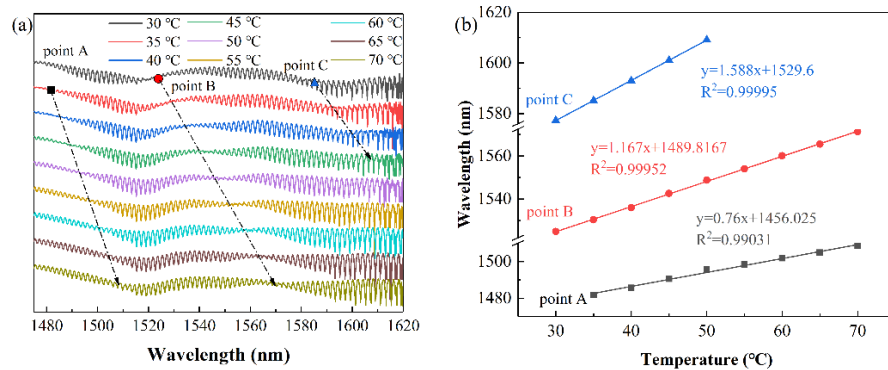 (a)
30 ℃ 45 ℃ 60 ℃
35 ℃ 50 ℃ 65 ℃
40 ℃ 55 ℃ 70 ℃
point A
point B
point C
1480 1500 1520 1540 1560 1580 1600 1620
Wavelength (nm)
(b)
1620
1600
1580
1560
1540
1500
1480
Wavelength (nm)
y=1.588x+1529.6
R²=0.99995
point C
y=1.167x+1489.8167
R²=0.99952
point B
y=0.76x+1456.025
R²=0.99031
point A
30 40 50 60 70
Temperature (℃)